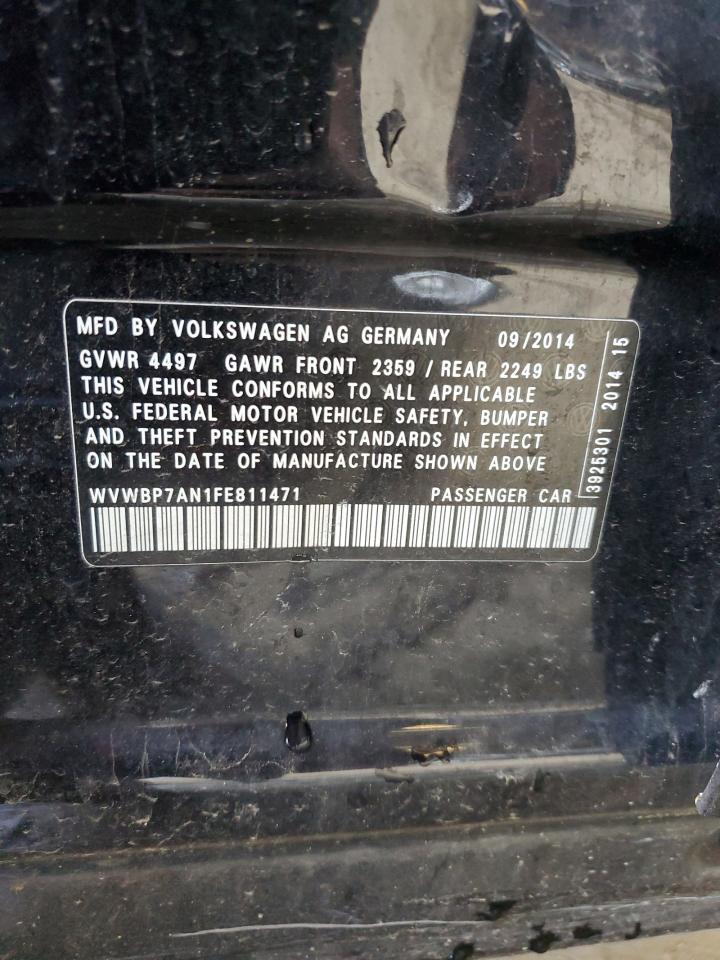 MFD BY VOLKSWAGEN AG GERMANY 09/2014
GVWR 4497 GAWR FRONT 2359 / REAR 2249 LBS
THIS VEHICLE CONFORMS TO ALL APPLICABLE
U.S. FEDERAL MOTOR VEHICLE SAFETY, BUMPER
AND THEFT PREVENTION STANDARDS IN EFFECT
ON THE DATE OF MANUFACTURE SHOWN ABOVE
WVWBP7AN1FE811471 PASSENGER CAR
3925301 2014 15